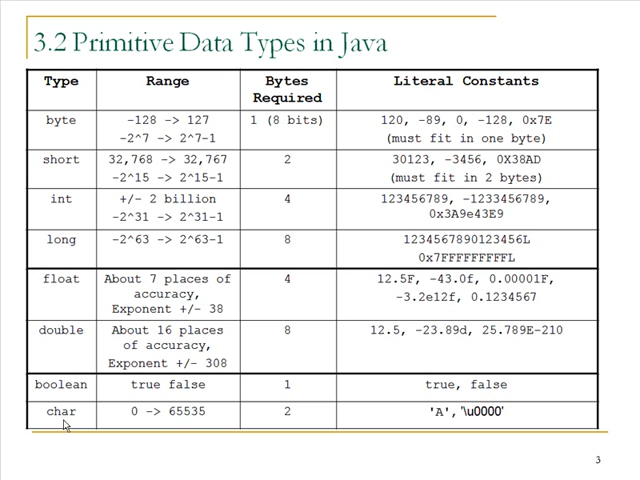 3.2 Primitive Data Types in Java
Type Range Bytes Required Literal Constants
byte -128 -> 127 1 (8 bits) 120, -89, 0, -128, 0x7E
-2^7 -> 2^7-1 (must fit in one byte)
short 32,768 -> 32,767 2 30123, -3456, 0X38AD
-2^15 -> 2^15-1 (must fit in 2 bytes)
int +/- 2 billion 4 123456789, -1233456789,
-2^31 -> 2^31-1 0x3A9e43E9
long -2^63 -> 2^63-1 8 1234567890123456L
0x7FFFFFFFFFL
float About 7 places of 4 12.5F, -43.0f, 0.00001F,
accuracy, -3.2e12f, 0.1234567
Exponent +/- 38
double About 16 places 8 12.5, -23.89d, 25.789E-210
of accuracy,
Exponent +/- 308
boolean true false 1 true, false
char 0 -> 65535 2 'A', '\u0000'
3